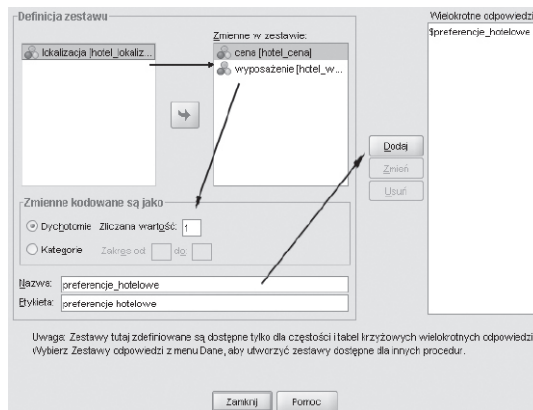 Definicja zestawu
Wielokrotne odpowiedzi
Zmienne w zestawie:
lokalizacja [hotel_lokaliz...
cena [hotel_cena]
wyposażenie [hotel_w...
$preferencje_hotelowe
Dodaj
Zmień
Usuń
Zmienne kodowane są jako
Dychotomie Zliczana wartość: 1
Kategorie Zakres od: do:
Nazwa: preferencje_hotelowe
Etykieta: preferencje hotelowe
Uwaga: Zestawy tutaj zdefiniowane są dostępne tylko dla częstości i tabel krzyżowych wielokrotnych odpowiedzi
Wybierz Zestawy odpowiedzi z menu Dane, aby utworzyć zestawy dostępne dla innych procedur.
Zamknij Pomoc